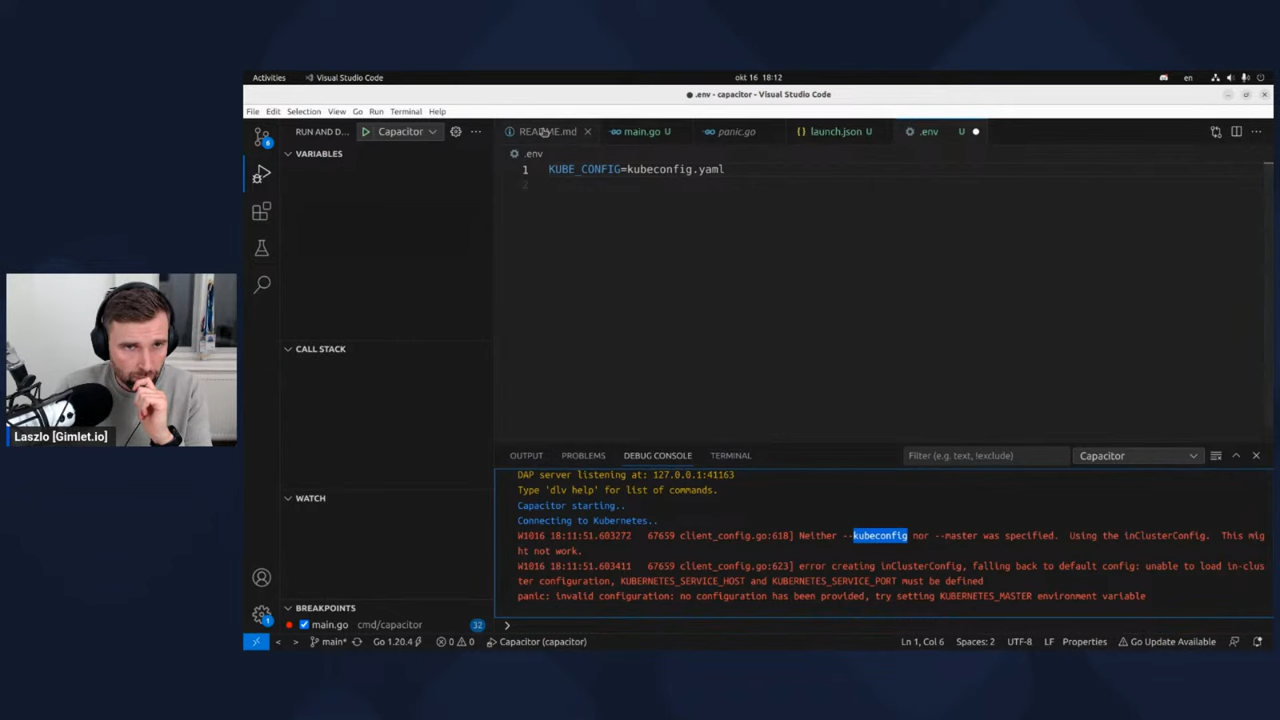 Activities
Visual Studio Code
okt 16 18:12
en
● .env - capacitor - Visual Studio Code
File Edit Selection View Go Run Terminal Help
RUN AND D...
Capacitor
README.md
main.go U
panic.go
launch.json U
.env U
VARIABLES
.env
1 KUBE_CONFIG=kubeconfig.yaml
2
CALL STACK
WATCH
BREAKPOINTS
main.go cmd/capacitor 32
OUTPUT PROBLEMS DEBUG CONSOLE TERMINAL
Filter (e.g. text, !exclude)
Capacitor
DAP server listening at: 127.0.0.1:41163
Type 'dlv help' for list of commands.
Capacitor starting..
Connecting to Kubernetes..
W1016 18:11:51.603272 67659 client_config.go:618] Neither --kubeconfig nor --master was specified. Using the inClusterConfig. This mig
ht not work.
W1016 18:11:51.603411 67659 client_config.go:623] error creating inClusterConfig, falling back to default config: unable to load in-clus
ter configuration, KUBERNETES_SERVICE_HOST and KUBERNETES_SERVICE_PORT must be defined
panic: invalid configuration: no configuration has been provided, try setting KUBERNETES_MASTER environment variable
6
1
main*
Go 1.20.4
0 0
Capacitor (capacitor)
Ln 1, Col 6
Spaces: 2
UTF-8
LF
Properties
Go Update Available
Laszlo [Gimlet.io]